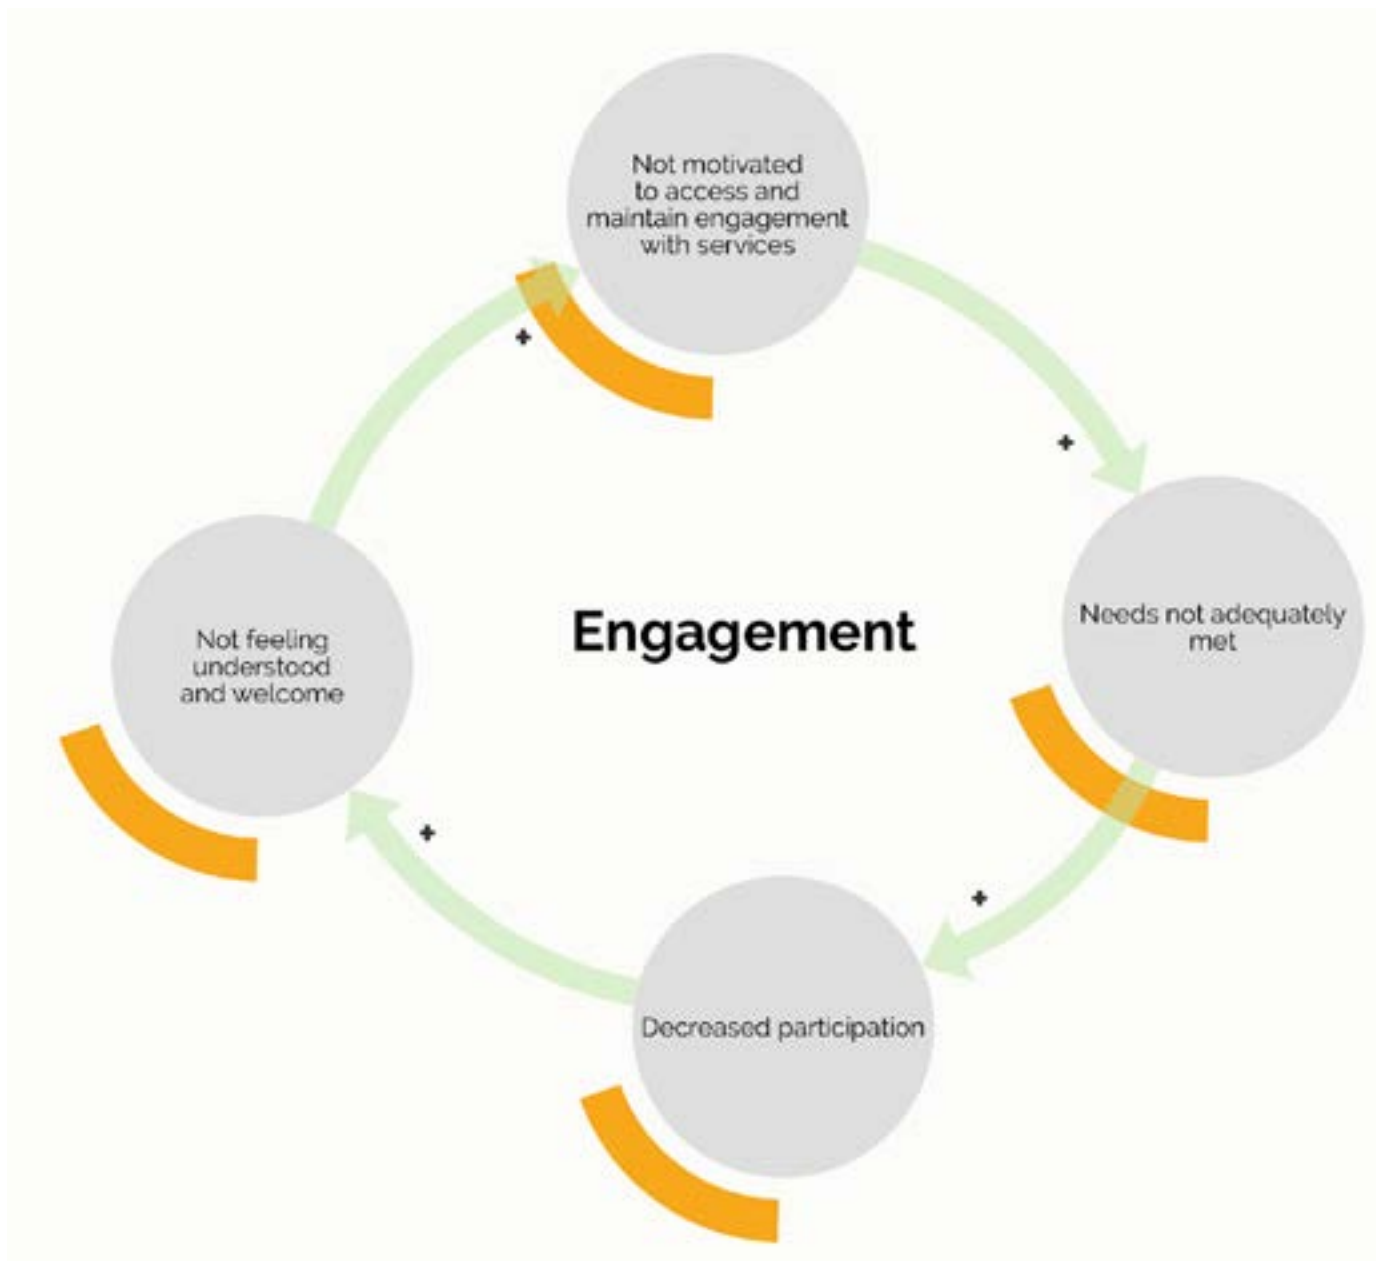 Not motivated
to access and
maintain engagement
with services
+
+
Not feeling
understood
and welcome
Engagement
Needs not adequately
met
+
+
Decreased participation